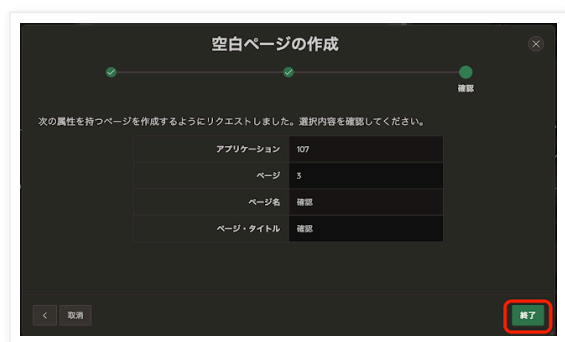 空白ページの作成
確認
次の属性を持つページを作成するようにリクエストしました。選択内容を確認してください。
アプリケーション 107
ページ 3
ページ名 確認
ページ・タイトル 確認
取消 終了